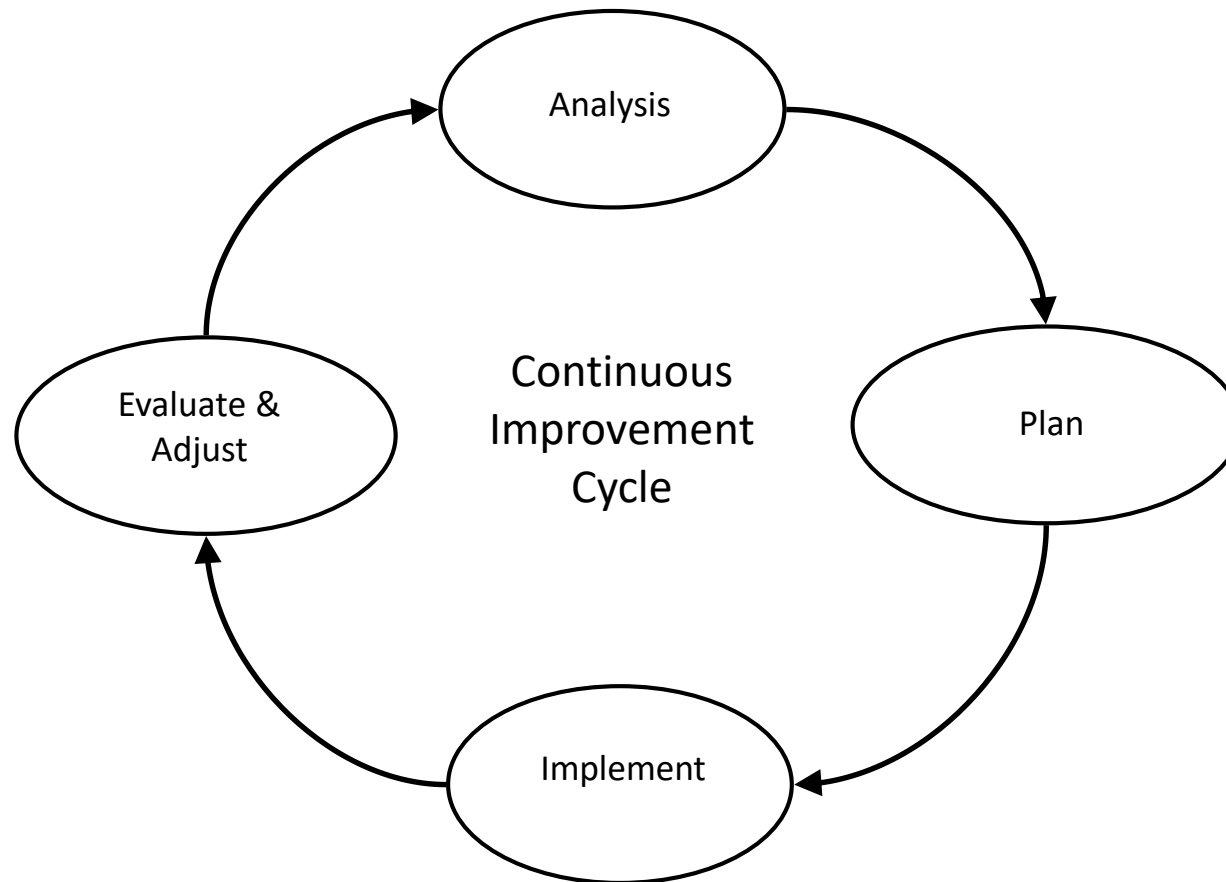 Analysis
Continuous
Improvement
Cycle
Evaluate &
Adjust
Plan
Implement